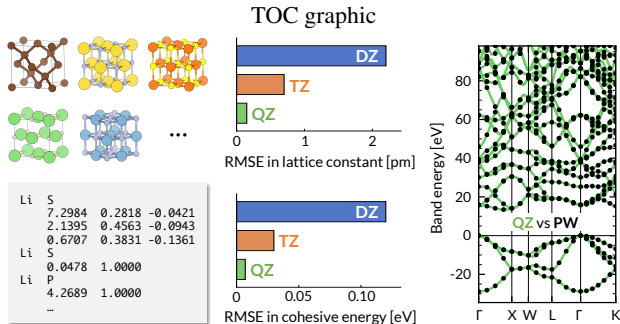 TOC graphic
DZ
TZ
QZ
0 1 2
RMSE in lattice constant [pm]
...
Li S
7.2984 0.2818 -0.0421
2.1395 0.4563 -0.0943
0.6707 0.3831 -0.1361
Li S
0.0478 1.0000
Li P
4.2689 1.0000
…
DZ
TZ
QZ
0 0.05 0.10
RMSE in cohesive energy [eV]
Band energy [eV]
80
60
40
20
0
-20
QZ vs PW
Γ X W L Γ K